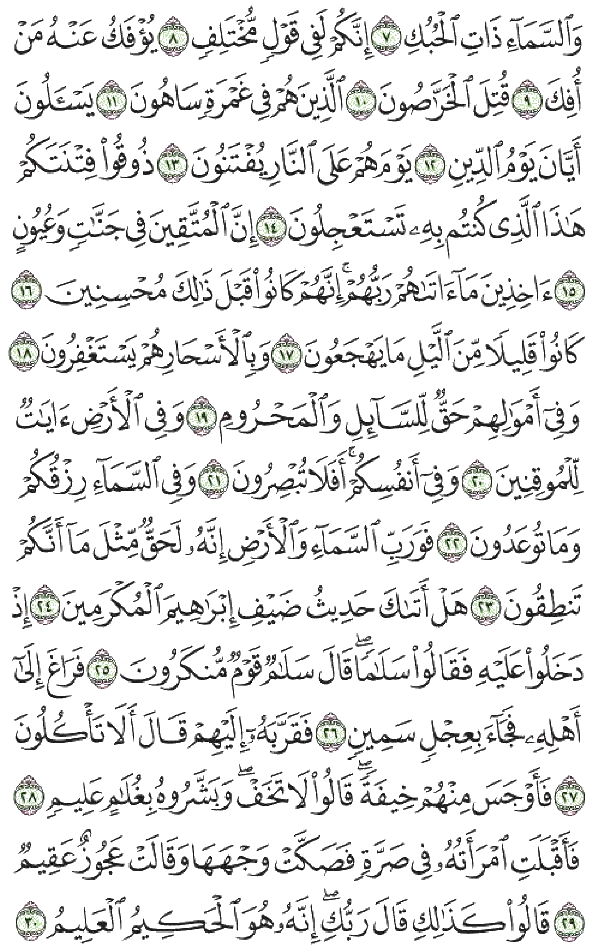 وَٱلسَّمَآءِ ذَاتِ ٱلْحُبُكِ ٧ إِنَّكُمْ لَفِى قَوْلٍ مُّخْتَلِفٍ ٨ يُؤْفَكُ عَنْهُ مَنْ
أُفِكَ ٩ قُتِلَ ٱلْخَرَّٰصُونَ ١٠ ٱلَّذِينَ هُمْ فِى غَمْرَةٍ سَاهُونَ ١١ يَسْـَٔلُونَ
أَيَّانَ يَوْمُ ٱلدِّينِ ١٢ يَوْمَ هُمْ عَلَى ٱلنَّارِ يُفْتَنُونَ ١٣ ذُوقُوا۟ فِتْنَتَكُمْ
هَٰذَا ٱلَّذِى كُنتُم بِهِۦ تَسْتَعْجِلُونَ ١٤ إِنَّ ٱلْمُتَّقِينَ فِى جَنَّٰتٍ وَعُيُونٍ
١٥ ءَاخِذِينَ مَآ ءَاتَىٰهُمْ رَبُّهُمْ ۚ إِنَّهُمْ كَانُوا۟ قَبْلَ ذَٰلِكَ مُحْسِنِينَ ١٦
كَانُوا۟ قَلِيلًا مِّنَ ٱلَّيْلِ مَا يَهْجَعُونَ ١٧ وَبِٱلْأَسْحَارِ هُمْ يَسْتَغْفِرُونَ ١٨
وَفِىٓ أَمْوَٰلِهِمْ حَقٌّ لِّلسَّآئِلِ وَٱلْمَحْرُومِ ١٩ وَفِى ٱلْأَرْضِ ءَايَٰتٌ
لِّلْمُوقِنِينَ ٢٠ وَفِىٓ أَنفُسِكُمْ ۚ أَفَلَا تُبْصِرُونَ ٢١ وَفِى ٱلسَّمَآءِ رِزْقُكُمْ
وَمَا تُوعَدُونَ ٢٢ فَوَرَبِّ ٱلسَّمَآءِ وَٱلْأَرْضِ إِنَّهُۥ لَحَقٌّ مِّثْلَ مَآ أَنَّكُمْ
تَنطِقُونَ ٢٣ هَلْ أَتَىٰكَ حَدِيثُ ضَيْفِ إِبْرَٰهِيمَ ٱلْمُكْرَمِينَ ٢٤ إِذْ
دَخَلُوا۟ عَلَيْهِ فَقَالُوا۟ سَلَٰمًا ۖ قَالَ سَلَٰمٌ قَوْمٌ مُّنكَرُونَ ٢٥ فَرَاغَ إِلَىٰٓ
أَهْلِهِۦ فَجَآءَ بِعِجْلٍ سَمِينٍ ٢٦ فَقَرَّبَهُۥٓ إِلَيْهِمْ قَالَ أَلَا تَأْكُلُونَ
٢٧ فَأَوْجَسَ مِنْهُمْ خِيفَةً ۖ قَالُوا۟ لَا تَخَفْ ۖ وَبَشَّرُوهُ بِغُلَٰمٍ عَلِيمٍ ٢٨
فَأَقْبَلَتِ ٱمْرَأَتُهُۥ فِى صَرَّةٍ فَصَكَّتْ وَجْهَهَا وَقَالَتْ عَجُوزٌ عَقِيمٌ
٢٩ قَالُوا۟ كَذَٰلِكِ قَالَ رَبُّكِ ۖ إِنَّهُۥ هُوَ ٱلْحَكِيمُ ٱلْعَلِيمُ ٣٠